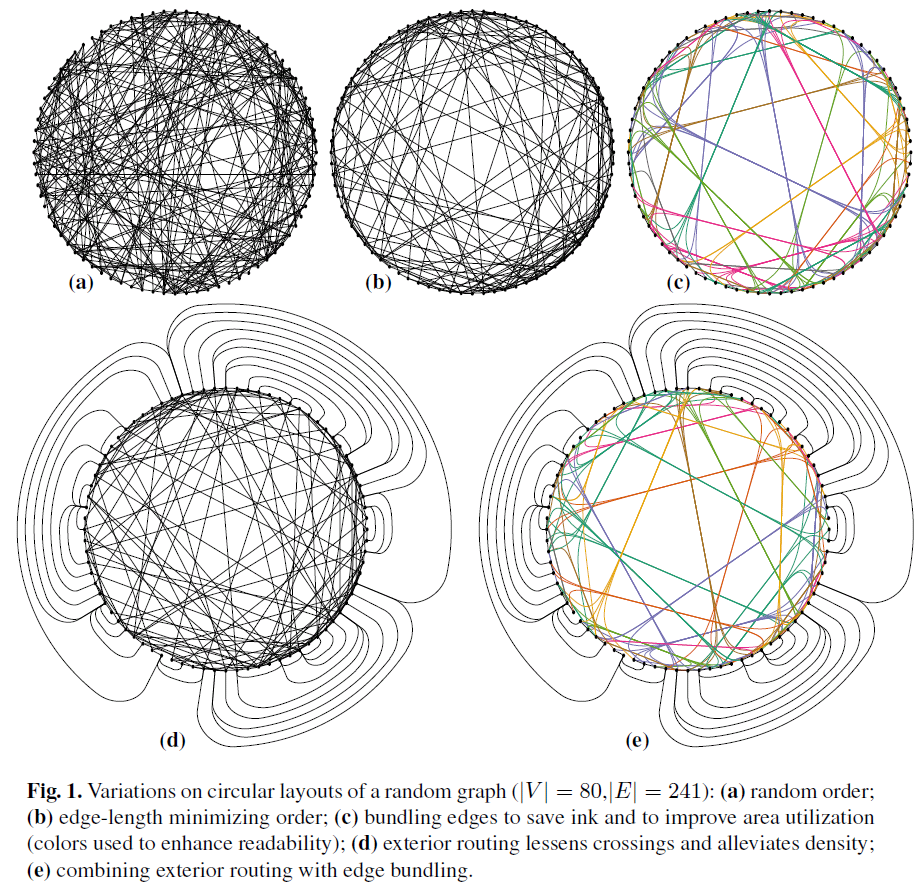 (a)
(b)
(c)
(d)
(e)
Fig. 1. Variations on circular layouts of a random graph (|V| = 80,|E| = 241): (a) random order;
(b) edge-length minimizing order; (c) bundling edges to save ink and to improve area utilization
(colors used to enhance readability); (d) exterior routing lessens crossings and alleviates density;
(e) combining exterior routing with edge bundling.